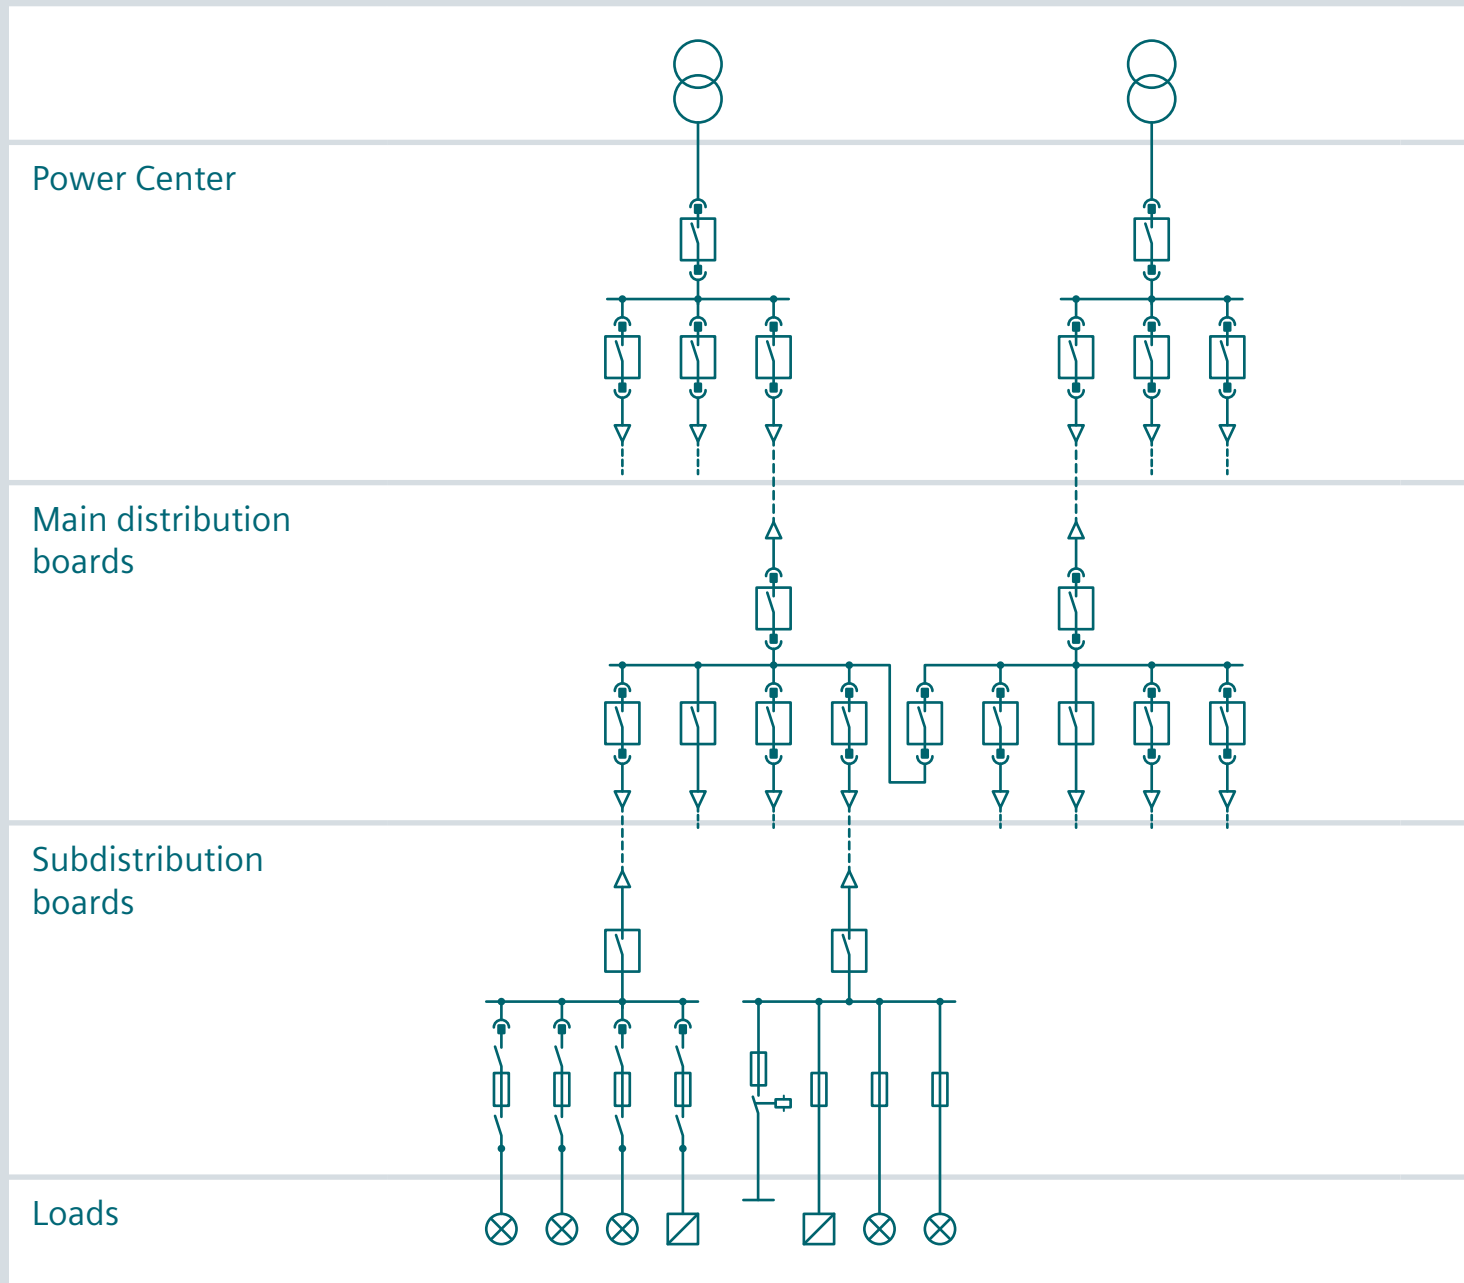 Power Center
Main distribution
boards
Subdistribution
boards
Loads